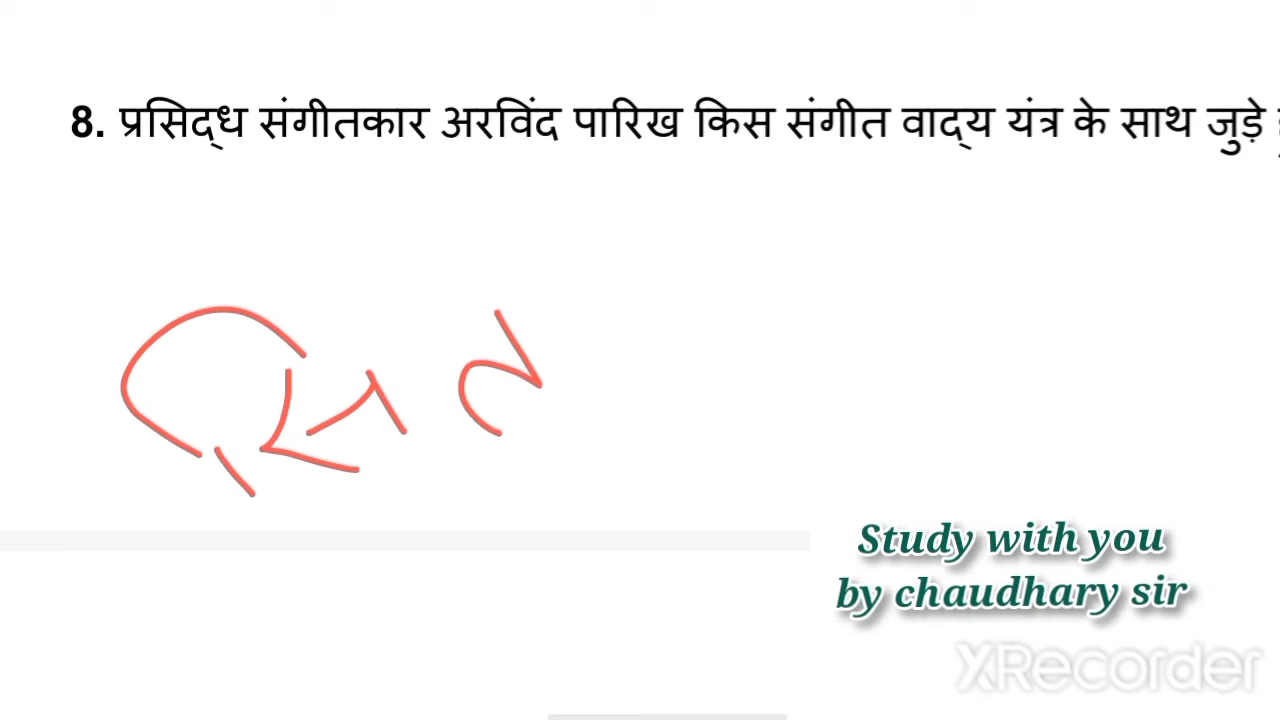 8. प्रसिद्ध संगीतकार अरविंद पारिख किस संगीत वाद्य यंत्र के साथ जुड़े
Study with you
by chaudhary sir
XRecorder